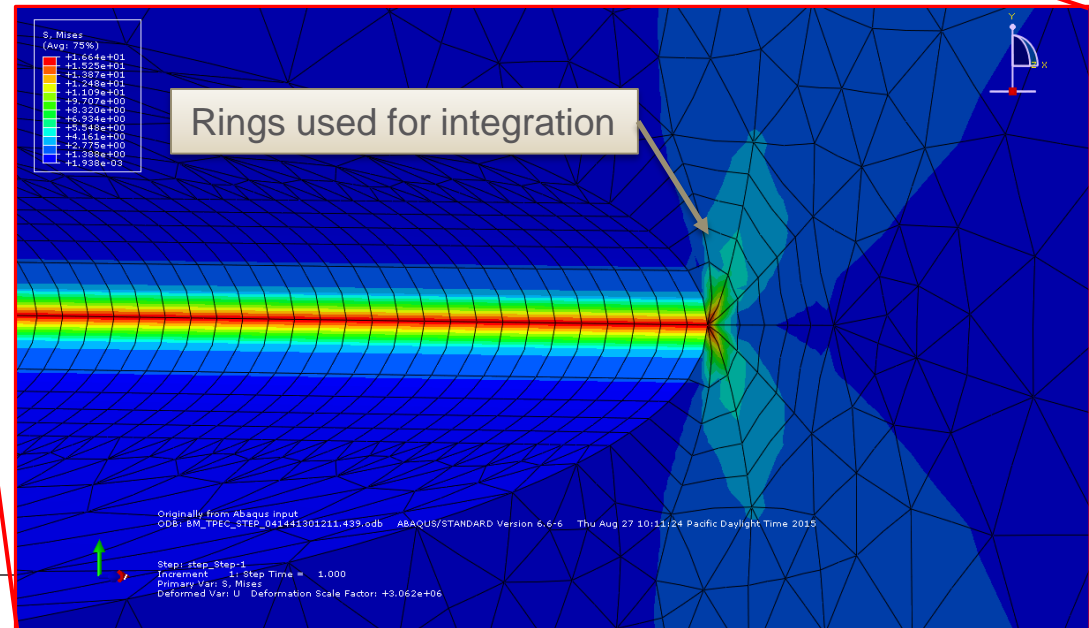 S, Mises
(Avg: 75%)
+1.664e+01
+1.525e+01
+1.387e+01
+1.248e+01
+1.109e+01
+9.707e+00
+8.320e+00
+6.934e+00
+5.548e+00
+4.161e+00
+2.775e+00
+1.388e+00
+1.938e-03
Y
Z X
Rings used for integration
Originally from Abaqus input
ODB: BM_TPEC_STEP_041441301211.439.odb ABAQUS/STANDARD Version 6.6-6 Thu Aug 27 10:11:24 Pacific Daylight Time 2015
Step: step_Step-1
Increment 1: Step Time = 1.000
Primary Var: S, Mises
Deformed Var: U Deformation Scale Factor: +3.062e+06